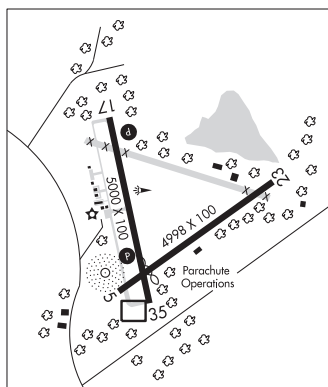 17
P
X X X
5000 X 100
23
X X
4998 X 100
P
Parachute
Operations
5
35